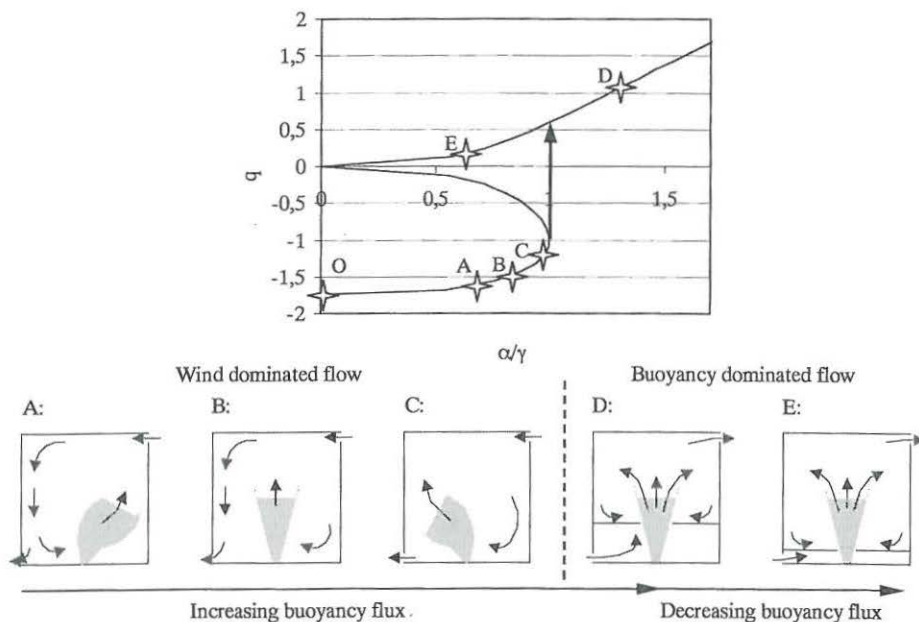 2
1,5
1
0,5
0
-0,5
-1
-1,5
-2
q
0
0,5
1,5
D
E
C
B
A
O
α/γ
Wind dominated flow
Buoyancy dominated flow
A:
B:
C:
D:
E:
Increasing buoyancy flux
Decreasing buoyancy flux